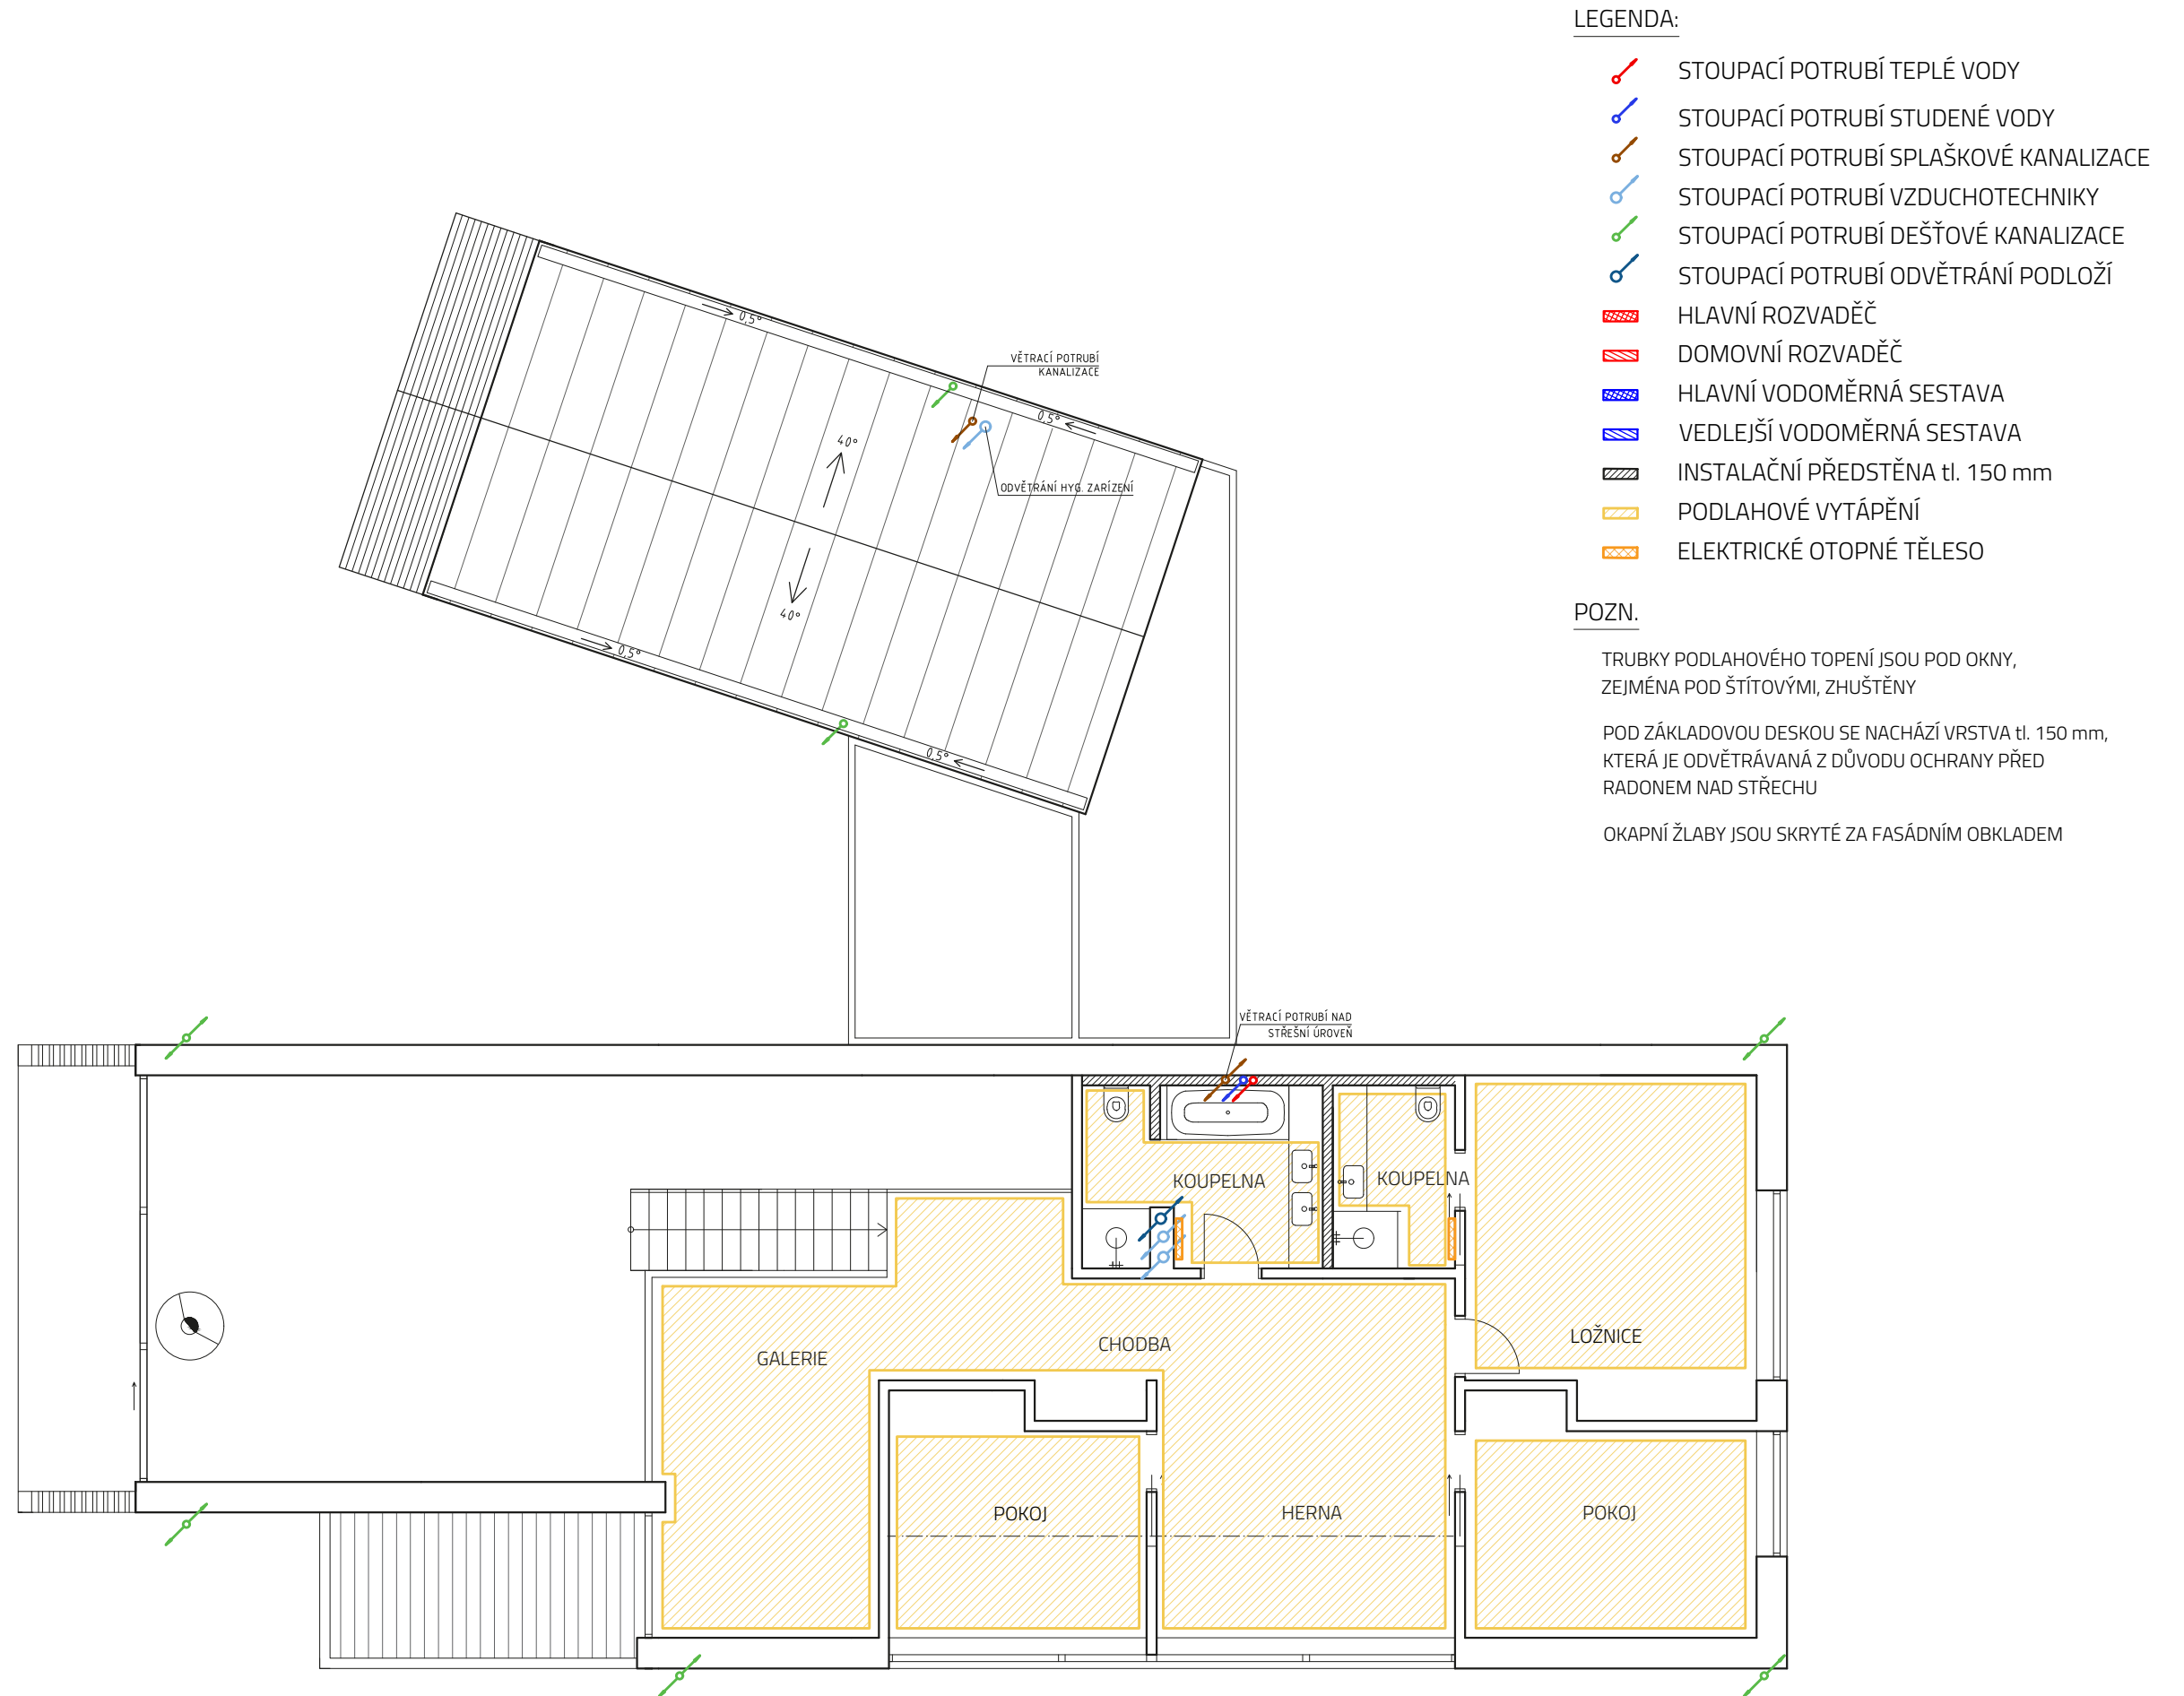 LEGENDA:
STOUPACÍ POTRUBÍ TEPLÉ VODY
STOUPACÍ POTRUBÍ STUDENÉ VODY
STOUPACÍ POTRUBÍ SPLAŠKOVÉ KANALIZACE
STOUPACÍ POTRUBÍ VZDUCHOTECHNIKY
STOUPACÍ POTRUBÍ DEŠŤOVÉ KANALIZACE
STOUPACÍ POTRUBÍ ODVĚTRÁNÍ PODLOŽÍ
HLAVNÍ ROZVADĚČ
DOMOVNÍ ROZVADĚČ
HLAVNÍ VODOMĚRNÁ SESTAVA
VEDLEJŠÍ VODOMĚRNÁ SESTAVA
INSTALAČNÍ PŘEDSTĚNA tl. 150 mm
PODLAHOVÉ VYTÁPĚNÍ
ELEKTRICKÉ OTOPNÉ TĚLESO
POZN.
TRUBKY PODLAHOVÉHO TOPENÍ JSOU POD OKNY,
ZEJMÉNA POD ŠTÍTOVÝMI, ZHUŠTĚNY
POD ZÁKLADOVOU DESKOU SE NACHÁZÍ VRSTVA tl. 150 mm,
KTERÁ JE ODVĚTRÁVANÁ Z DŮVODU OCHRANY PŘED
RADONEM NAD STŘECHU
OKAPNÍ ŽLABY JSOU SKRYTÉ ZA FASÁDNÍM OBKLADEM
0,5°
VĚTRACÍ POTRUBÍ
KANALIZACE
0,5°
40°
ODVĚTRÁNÍ HYG. ZARÍZENÍ
40°
0,5°
0,5°
VĚTRACÍ POTRUBÍ NAD
STŘEŠNÍ ÚROVEŇ
KOUPELNA
KOUPELNA
LOŽNICE
CHODBA
GALERIE
POKOJ
HERNA
POKOJ